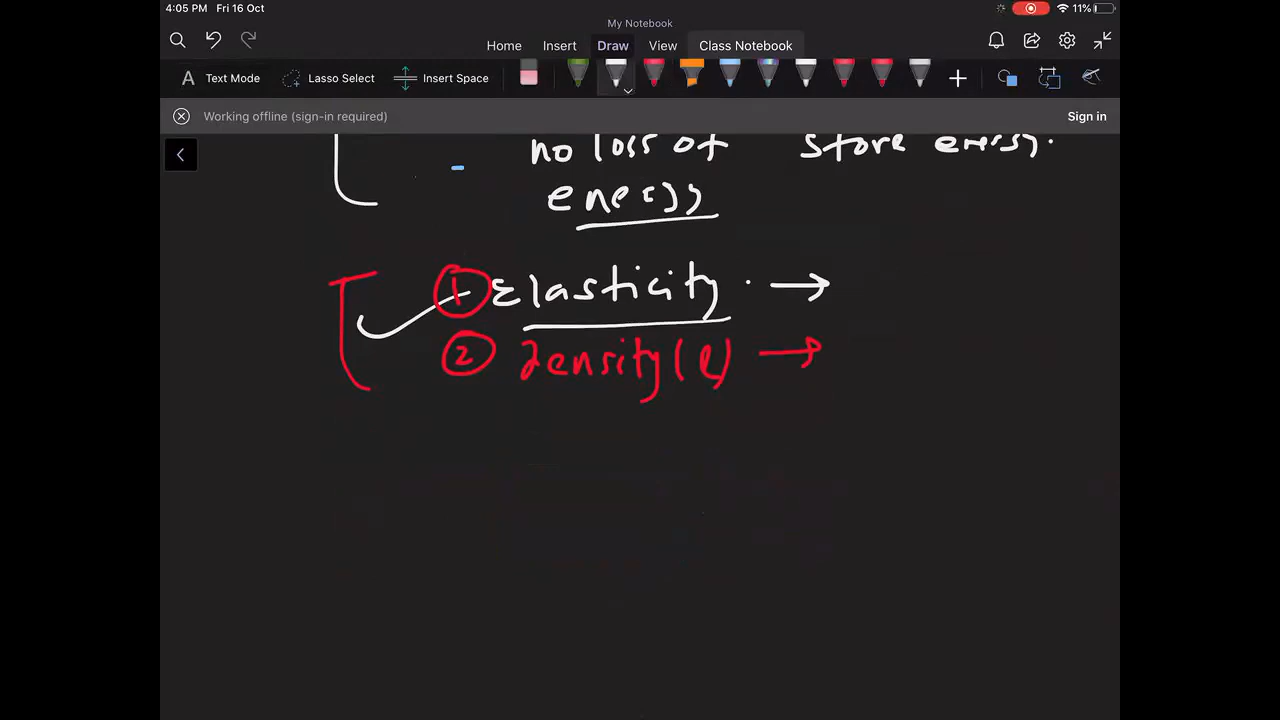 4:05 PM Fri 16 Oct
11%
My Notebook
Home Insert Draw View Class Notebook
Text Mode Lasso Select Insert Space
Working offline (sign-in required) Sign in
no loss of store energy.
energy
① Elasticity. →
② Density(ρ) →